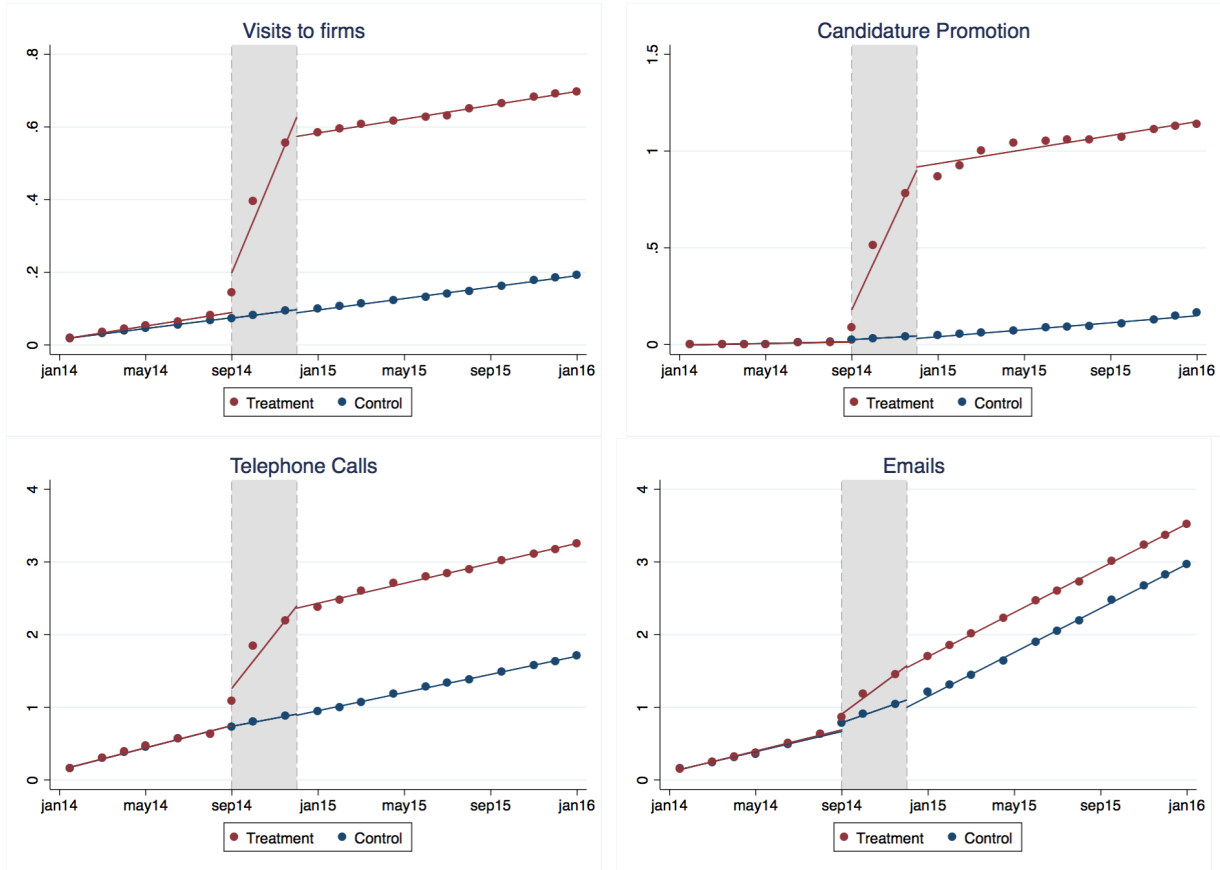 Visits to firms
.8
.6
.4
.2
0
jan14 may14 sep14 jan15 may15 sep15 jan16
Treatment Control
Candidature Promotion
1.5
1
.5
0
jan14 may14 sep14 jan15 may15 sep15 jan16
Treatment Control
Telephone Calls
4
3
2
1
0
jan14 may14 sep14 jan15 may15 sep15 jan16
Treatment Control
Emails
4
3
2
1
0
jan14 may14 sep14 jan15 may15 sep15 jan16
Treatment Control